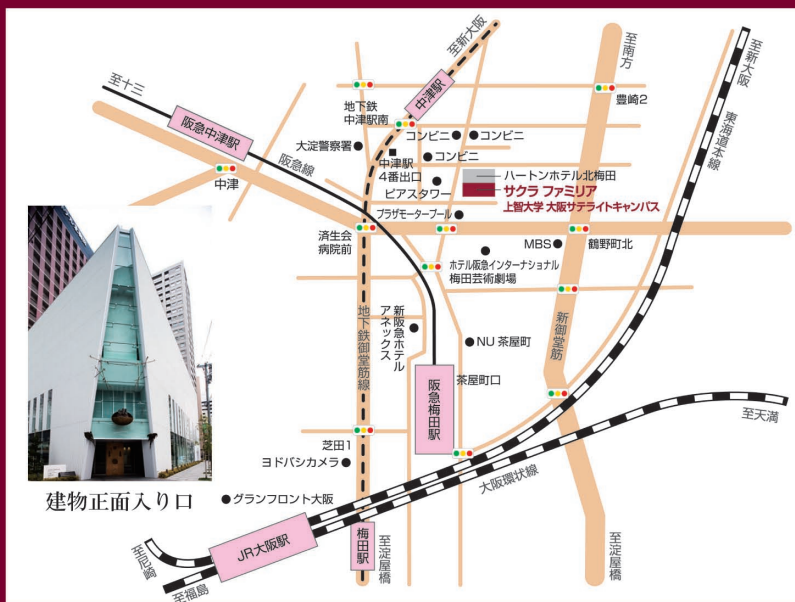 至新大阪
至南方
至新大阪
至十三
中津駅
豊崎2
地下鉄
中津駅南
東海道本線
阪急中津駅
コンビニ
コンビニ
大淀警察署
阪急線
中津駅
4番出口
コンビニ
ハートンホテル北梅田
中津
ピアスタワー
サクラ ファミリア
上智大学 大阪サテライトキャンパス
プラザモータープール
済生会
病院前
MBS
鶴野町北
ホテル阪急インターナショナル
梅田芸術劇場
地下鉄御堂筋線
新阪急ホテル
アネックス
新御堂筋
NU 茶屋町
阪急梅田駅
茶屋町口
至天満
芝田1
ヨドバシカメラ
大阪環状線
建物正面入り口
グランフロント大阪
JR大阪駅
梅田駅
至淀屋橋
至淀屋橋
至尼崎
至福島